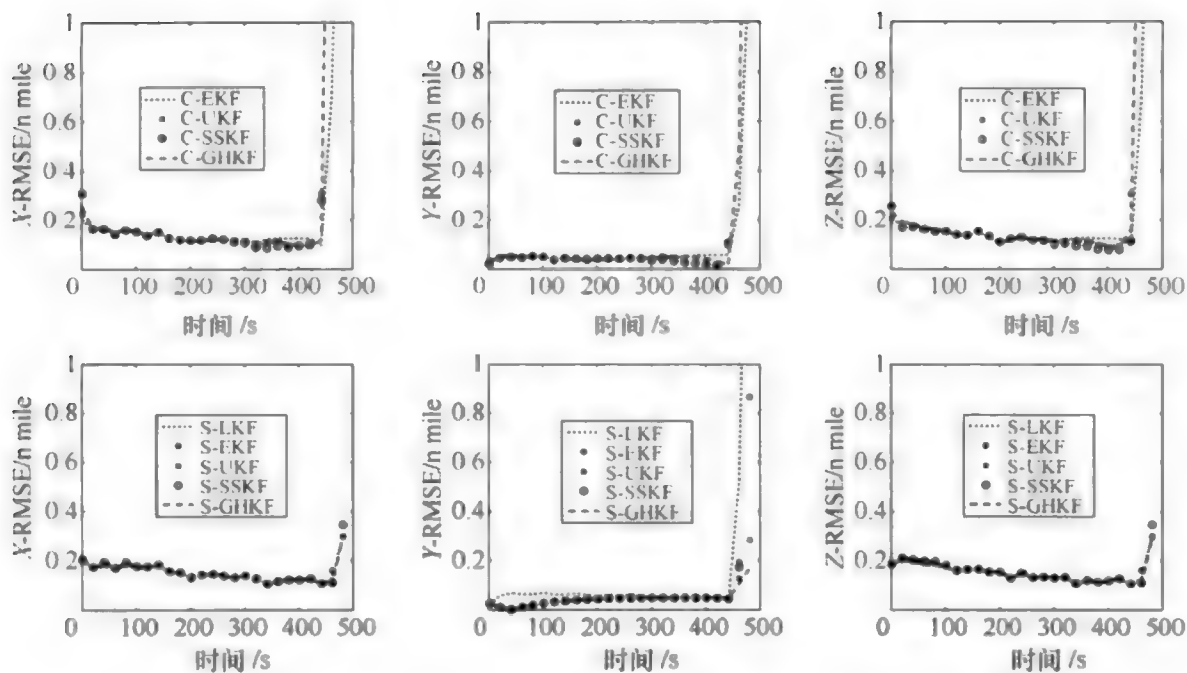 1
0.8
0.6
0.4
0.2
0 100 200 300 400 500
X-RMSE/n mile
时间 /s
C-EKF
C-UKF
C-SSKF
C-GHKF
1
0.8
0.6
0.4
0.2
0 100 200 300 400 500
Y-RMSE/n mile
时间 /s
C-EKF
C-UKF
C-SSKF
C-GHKF
1
0.8
0.6
0.4
0.2
0 100 200 300 400 500
Z-RMSE/n mile
时间 /s
C-EKF
C-UKF
C-SSKF
C-GHKF
1
0.8
0.6
0.4
0.2
0 100 200 300 400 500
X-RMSE/n mile
时间 /s
S-LKF
S-EKF
S-UKF
S-SSKF
S-GHKF
1
0.8
0.6
0.4
0.2
0 100 200 300 400 500
Y-RMSE/n mile
时间 /s
S-LKF
S-EKF
S-UKF
S-SSKF
S-GHKF
1
0.8
0.6
0.4
0.2
0 100 200 300 400 500
Z-RMSE/n mile
时间 /s
S-LKF
S-EKF
S-UKF
S-SSKF
S-GHKF